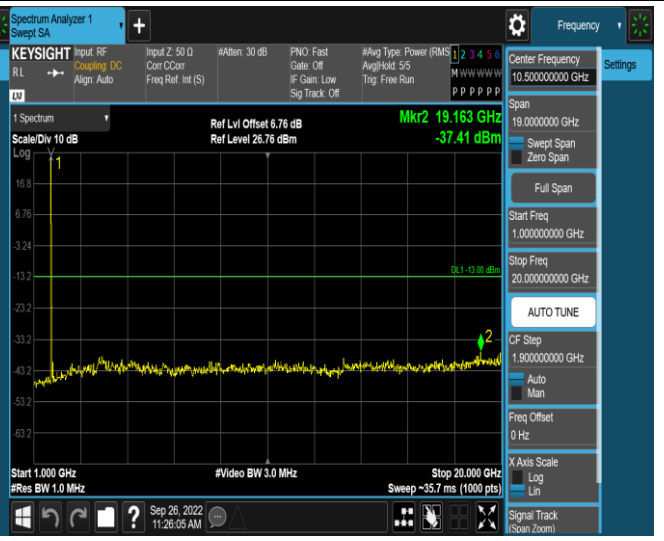 Spectrum Analyzer 1
Swept SA
Frequency
KEYSIGHT
RL
LXI
Input: RF
Coupling: DC
Align: Auto
Input Z: 50 Ω
Corr CCorr
Freq Ref: Int (S)
#Atten: 30 dB
PNO: Fast
Gate: Off
IF Gain: Low
Sig Track: Off
#Avg Type: Power (RMS
Avg|Hold: 5/5
Trig: Free Run
1 2 3 4 5 6
M W W W W W
P P P P P P
Center Frequency
10.500000000 GHz
Settings
Span
19.0000000 GHz
Swept Span
Zero Span
Full Span
Start Freq
1.000000000 GHz
Stop Freq
20.000000000 GHz
AUTO TUNE
CF Step
1.900000000 GHz
Auto
Man
Freq Offset
0 Hz
X Axis Scale
Log
Lin
Signal Track
(Span Zoom)
1 Spectrum
Scale/Div 10 dB
Log
Ref Lvl Offset 6.76 dB
Ref Level 26.76 dBm
Mkr2 19.163 GHz
-37.41 dBm
1
16.8
6.76
-3.24
-13.2
DL1 -13.00 dBm
-23.2
-33.2
2
-43.2
-53.2
-63.2
Start 1.000 GHz
#Video BW 3.0 MHz
Stop 20.000 GHz
#Res BW 1.0 MHz
Sweep ~35.7 ms (1000 pts)
?
Sep 26, 2022
11:26:05 AM